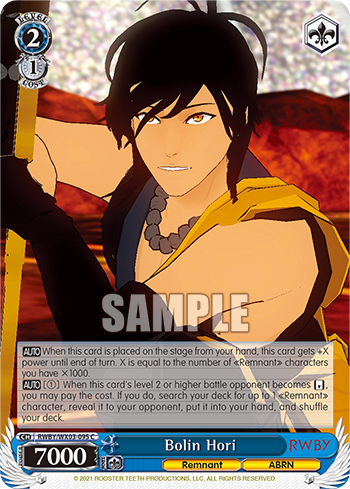 LEVEL
2
1
COST
SAMPLE
AUTO When this card is placed on the stage from your hand, this card gets +X
power until end of turn. X is equal to the number of «Remnant» characters
you have ×1000.
AUTO [(1)] When this card's level 2 or higher battle opponent becomes [ ],
you may pay the cost. If you do, search your deck for up to 1 «Remnant»
character, reveal it to your opponent, put it into your hand, and shuffle
your deck.
CH RWBY/WX03-095 C
Bolin Hori
RWBY
POWER
7000
Remnant
ABRN
© 2021 ROOSTER TEETH PRODUCTIONS, LLC, ALL RIGHTS RESERVED.